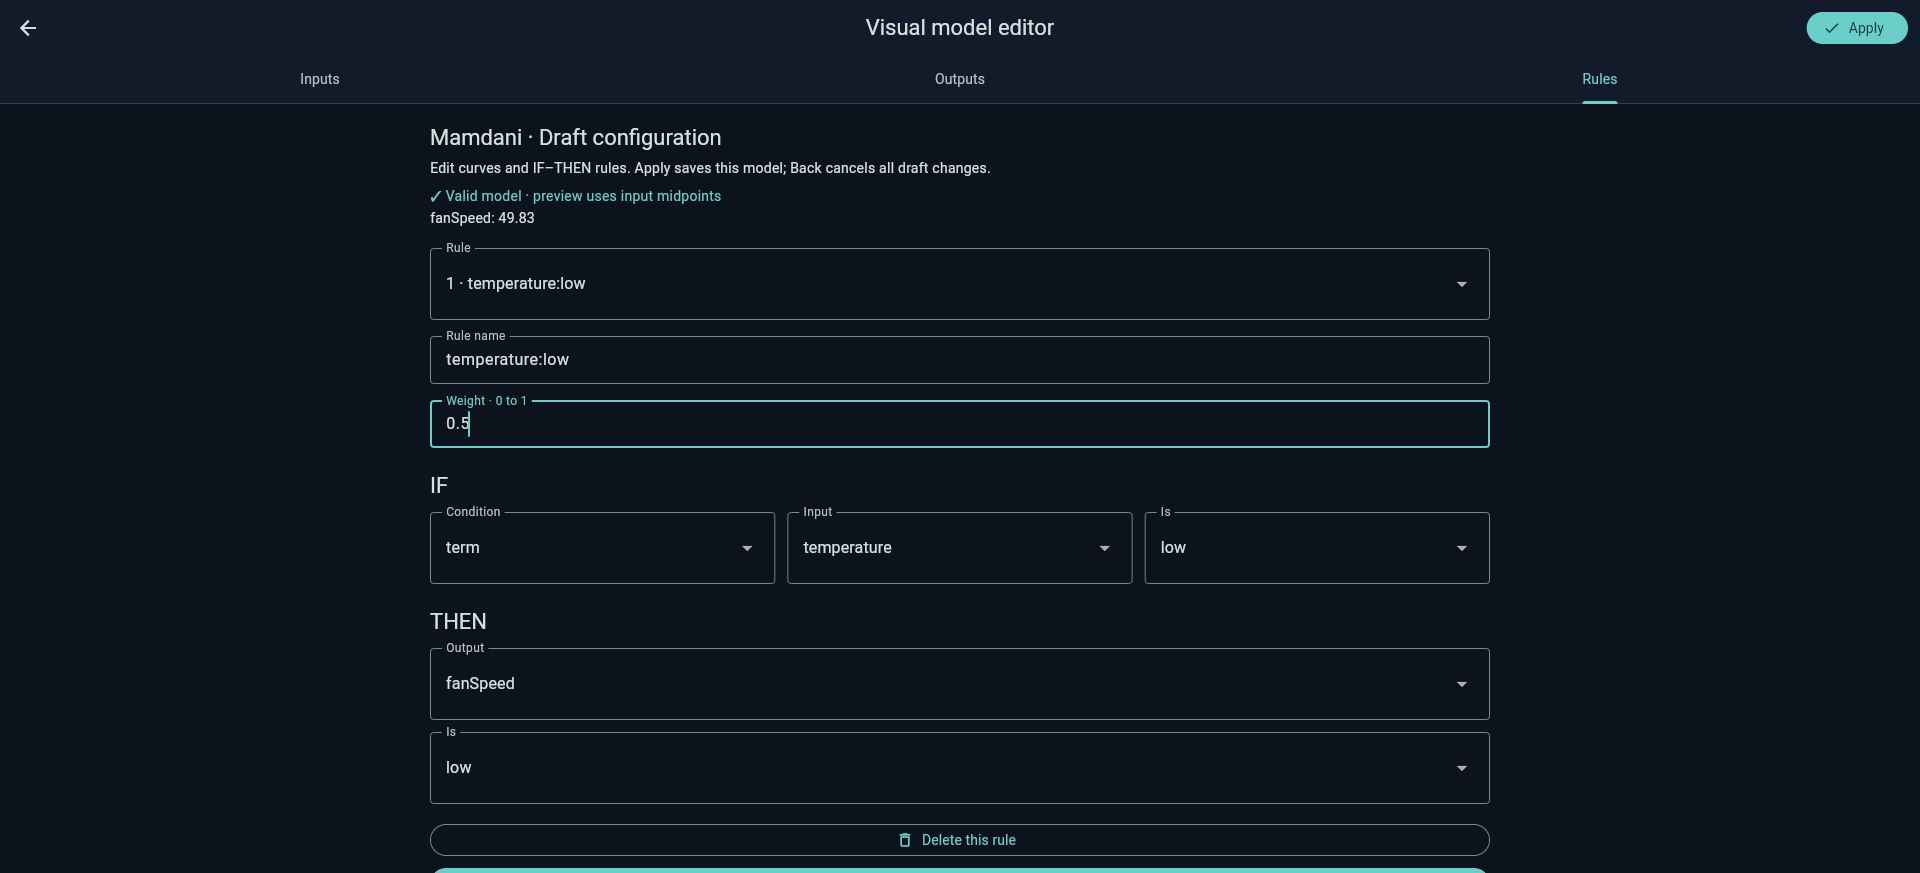 Visual model editor
Apply
Inputs
Outputs
Rules
Mamdani · Draft configuration
Edit curves and IF–THEN rules. Apply saves this model; Back cancels all draft changes.
✓ Valid model · preview uses input midpoints
fanSpeed: 49.83
Rule
1 · temperature:low
Rule name
temperature:low
Weight · 0 to 1
0.5
IF
Condition
Input
Is
term
temperature
low
THEN
Output
fanSpeed
Is
low
Delete this rule